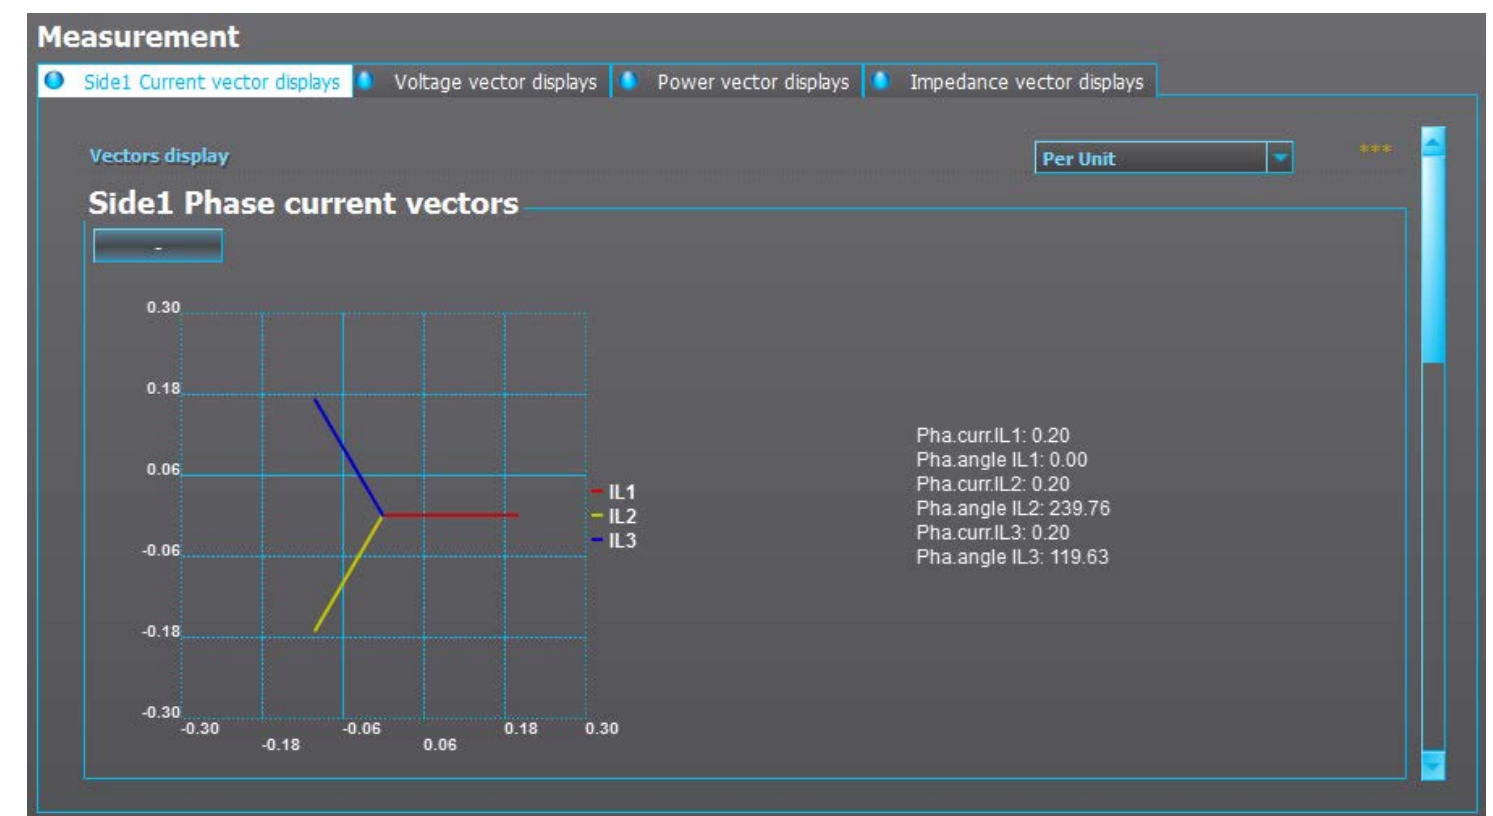 Measurement
Side1 Current vector displays Voltage vector displays Power vector displays Impedance vector displays
Vectors display Per Unit ***
Side1 Phase current vectors
-
0.30
0.18
0.06
-0.06
-0.18
-0.30
-0.30 -0.06 0.18 0.30
-0.18 0.06
IL1
IL2
IL3
Pha.curr.IL1: 0.20
Pha.angle IL1: 0.00
Pha.curr.IL2: 0.20
Pha.angle IL2: 239.76
Pha.curr.IL3: 0.20
Pha.angle IL3: 119.63